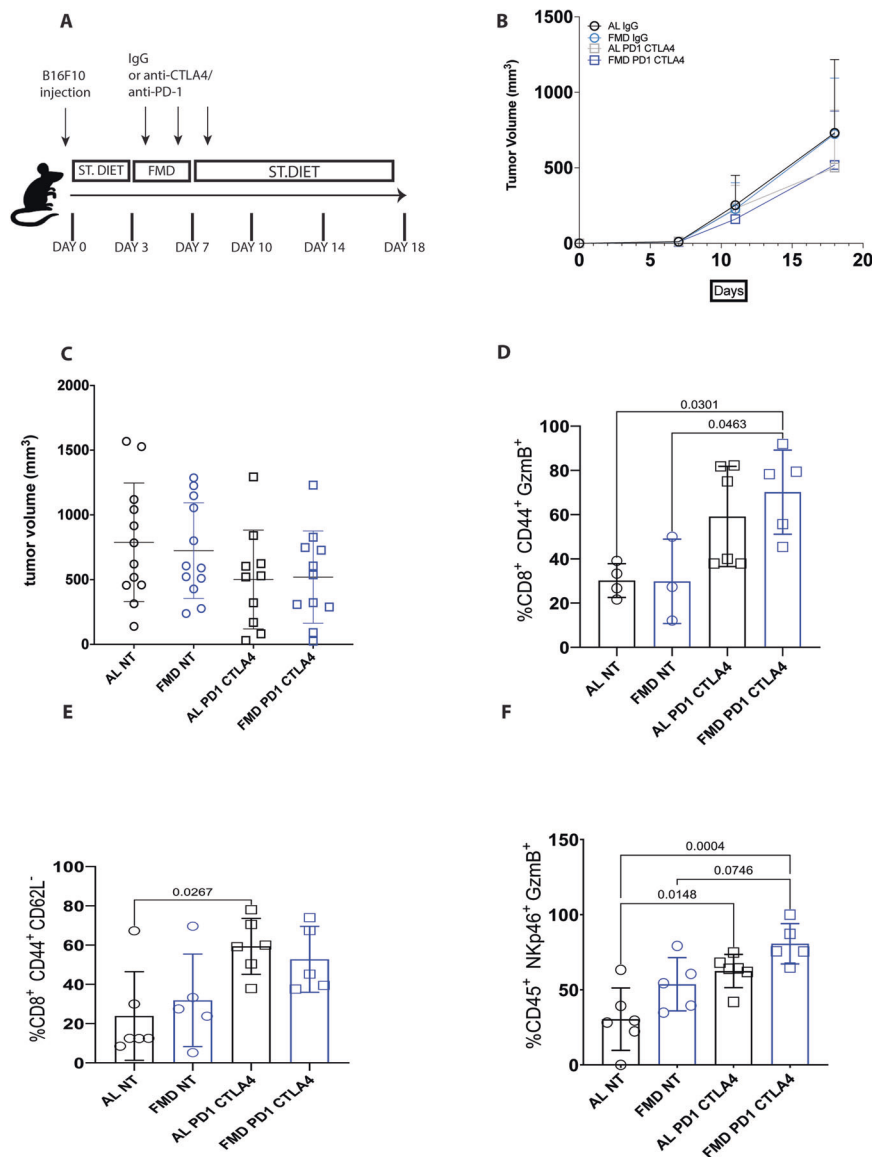 A
B16F10
injection
IgG
or anti-CTLA4/
anti-PD-1
ST. DIET
FMD
ST.DIET
DAY 0
DAY 3
DAY 7
DAY 10
DAY 14
DAY 18
B
AL IgG
FMD IgG
AL PD1 CTLA4
FMD PD1 CTLA4
Tumor Volume (mm³)
1500
1000
500
0
0
5
10
15
20
Days
C
tumor volume (mm³)
2000
1500
1000
500
0
AL NT
FMD NT
AL PD1 CTLA4
FMD PD1 CTLA4
D
%CD8⁺ CD44⁺ GzmB⁺
100
80
60
40
20
0
0.0301
0.0463
AL NT
FMD NT
AL PD1 CTLA4
FMD PD1 CTLA4
E
%CD8⁺ CD44⁺ CD62L⁻
100
80
60
40
20
0
0.0267
AL NT
FMD NT
AL PD1 CTLA4
FMD PD1 CTLA4
F
%CD45⁺ NKp46⁺ GzmB⁺
150
100
50
0
0.0004
0.0746
0.0148
AL NT
FMD NT
AL PD1 CTLA4
FMD PD1 CTLA4